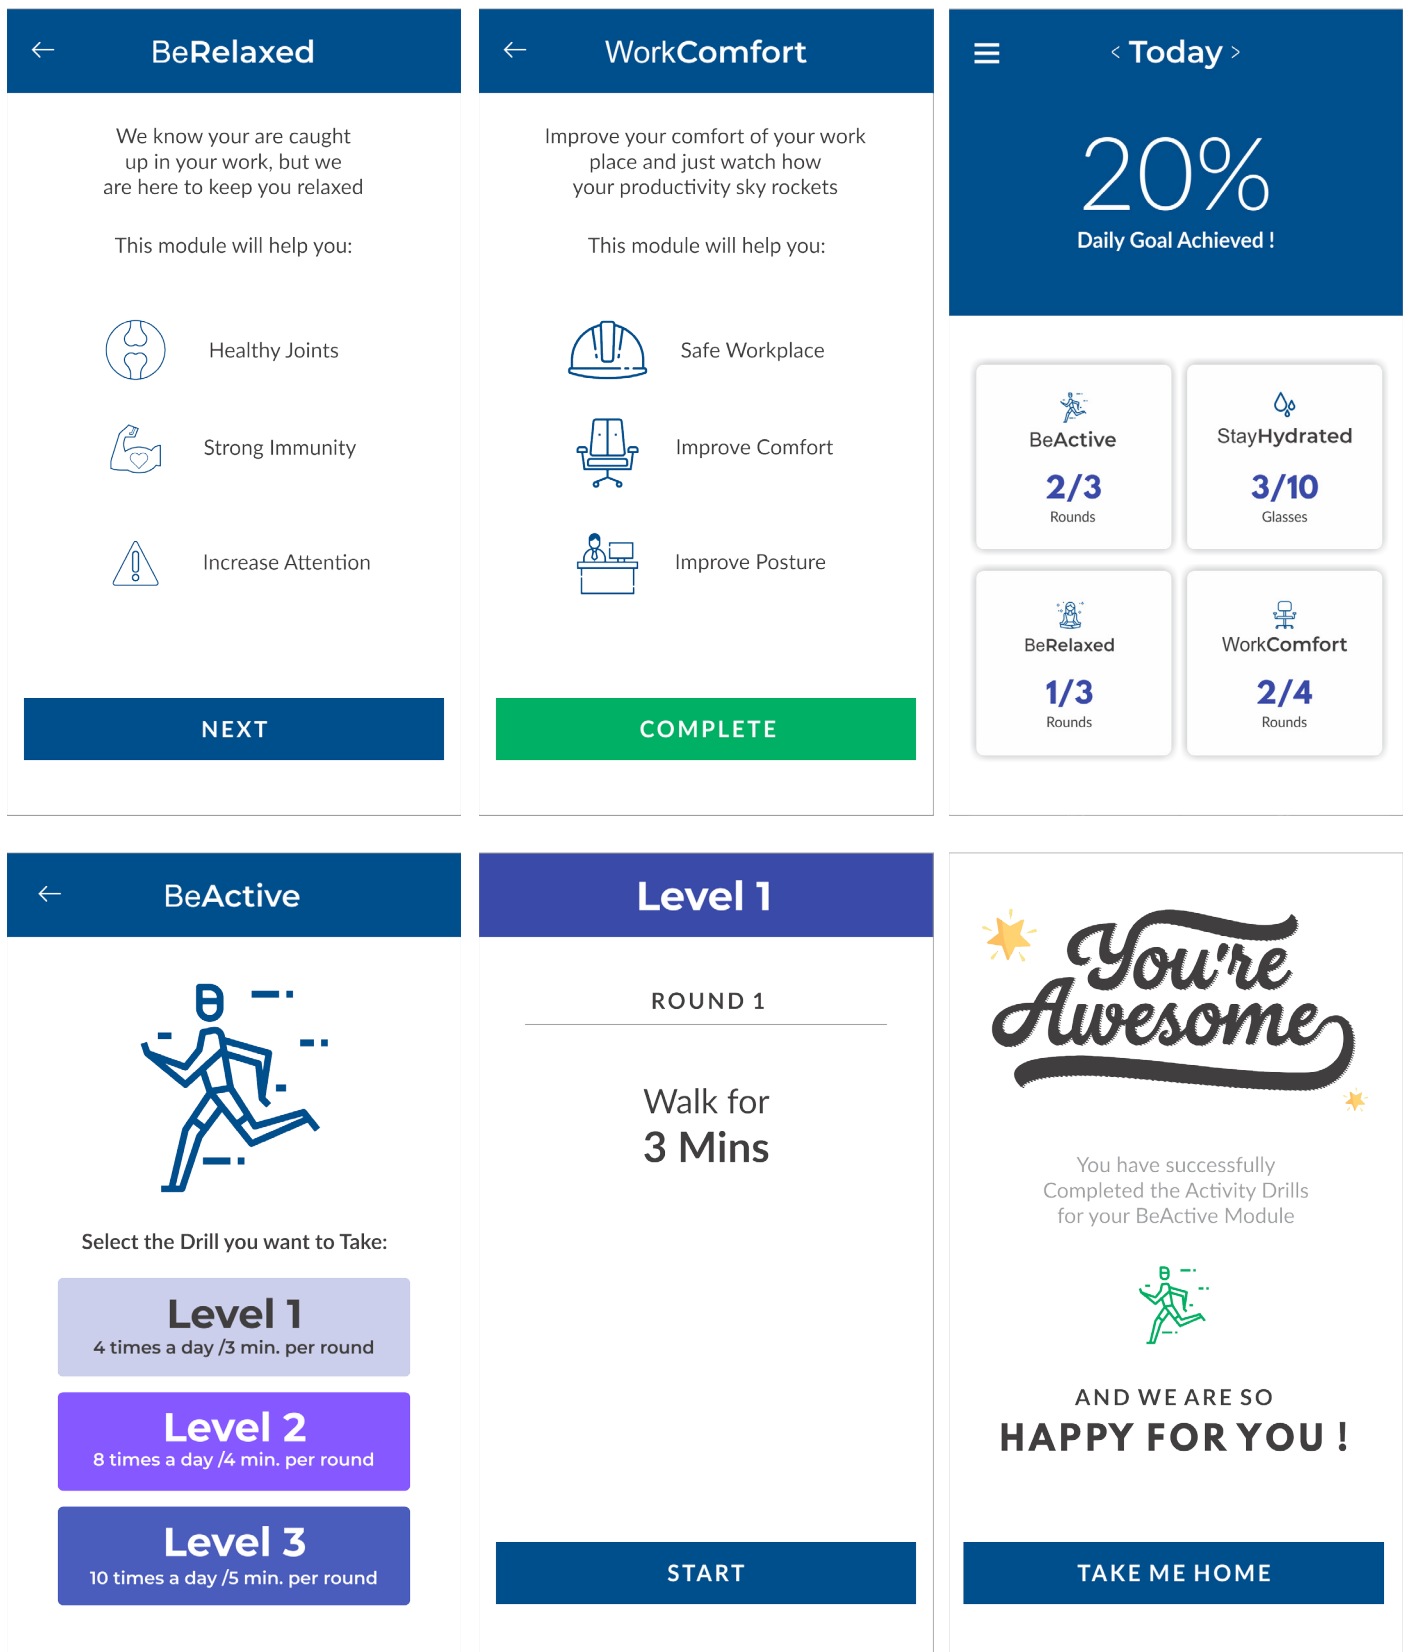 BeRelaxed
We know your are caught
up in your work, but we
are here to keep you relaxed
This module will help you:
Healthy Joints
Strong Immunity
Increase Attention
NEXT
WorkComfort
Improve your comfort of your work
place and just watch how
your productivity sky rockets
This module will help you:
Safe Workplace
Improve Comfort
Improve Posture
COMPLETE
< Today >
20%
Daily Goal Achieved !
BeActive
2/3
Rounds
StayHydrated
3/10
Glasses
BeRelaxed
1/3
Rounds
WorkComfort
2/4
Rounds
BeActive
Select the Drill you want to Take:
Level 1
4 times a day /3 min. per round
Level 2
8 times a day /4 min. per round
Level 3
10 times a day /5 min. per round
Level 1
ROUND 1
Walk for
3 Mins
START
You're
Awesome
You have successfully
Completed the Activity Drills
for your BeActive Module
AND WE ARE SO
HAPPY FOR YOU !
TAKE ME HOME